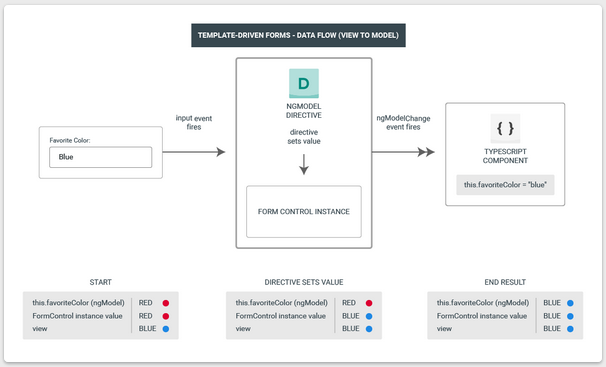 TEMPLATE-DRIVEN FORMS - DATA FLOW (VIEW TO MODEL)
Favorite Color:
Blue
input event
fires
D
NGMODEL
DIRECTIVE
directive
sets value
FORM CONTROL INSTANCE
ngModelChange
event fires
{ }
TYPESCRIPT
COMPONENT
this.favoriteColor = "blue"
START
this.favoriteColor (ngModel) RED
FormControl instance value RED
view BLUE
DIRECTIVE SETS VALUE
this.favoriteColor (ngModel) RED
FormControl instance value BLUE
view BLUE
END RESULT
this.favoriteColor (ngModel) BLUE
FormControl instance value BLUE
view BLUE